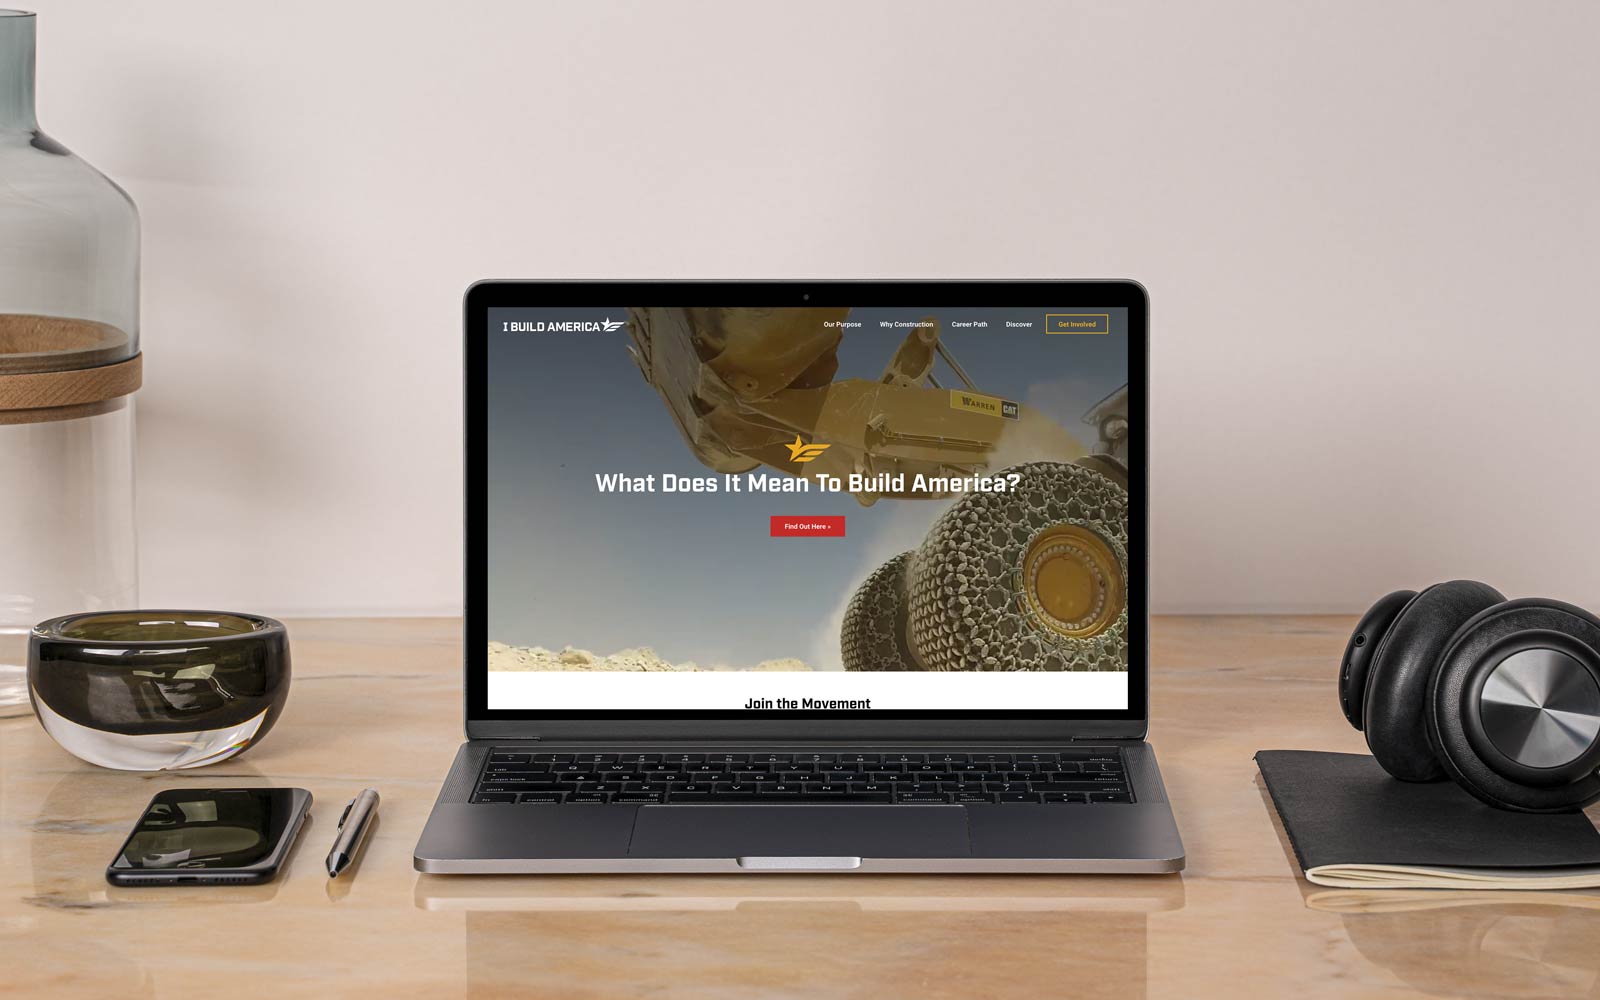 I BUILD AMERICA
Our Purpose
Why Construction
Career Path
Discover
Get Involved
WARREN CAT
What Does It Mean To Build America?
Find Out Here »
Join the Movement